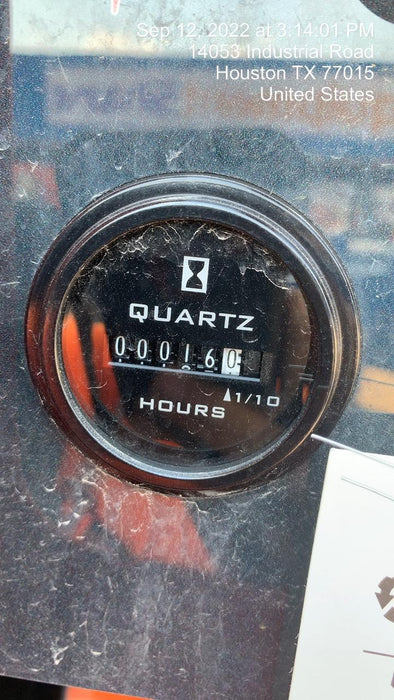 Sep 12, 2022 at 3:14:01 PM
14053 Industrial Road
Houston TX 77015
United States
QUARTZ
000160
1/10
HOURS